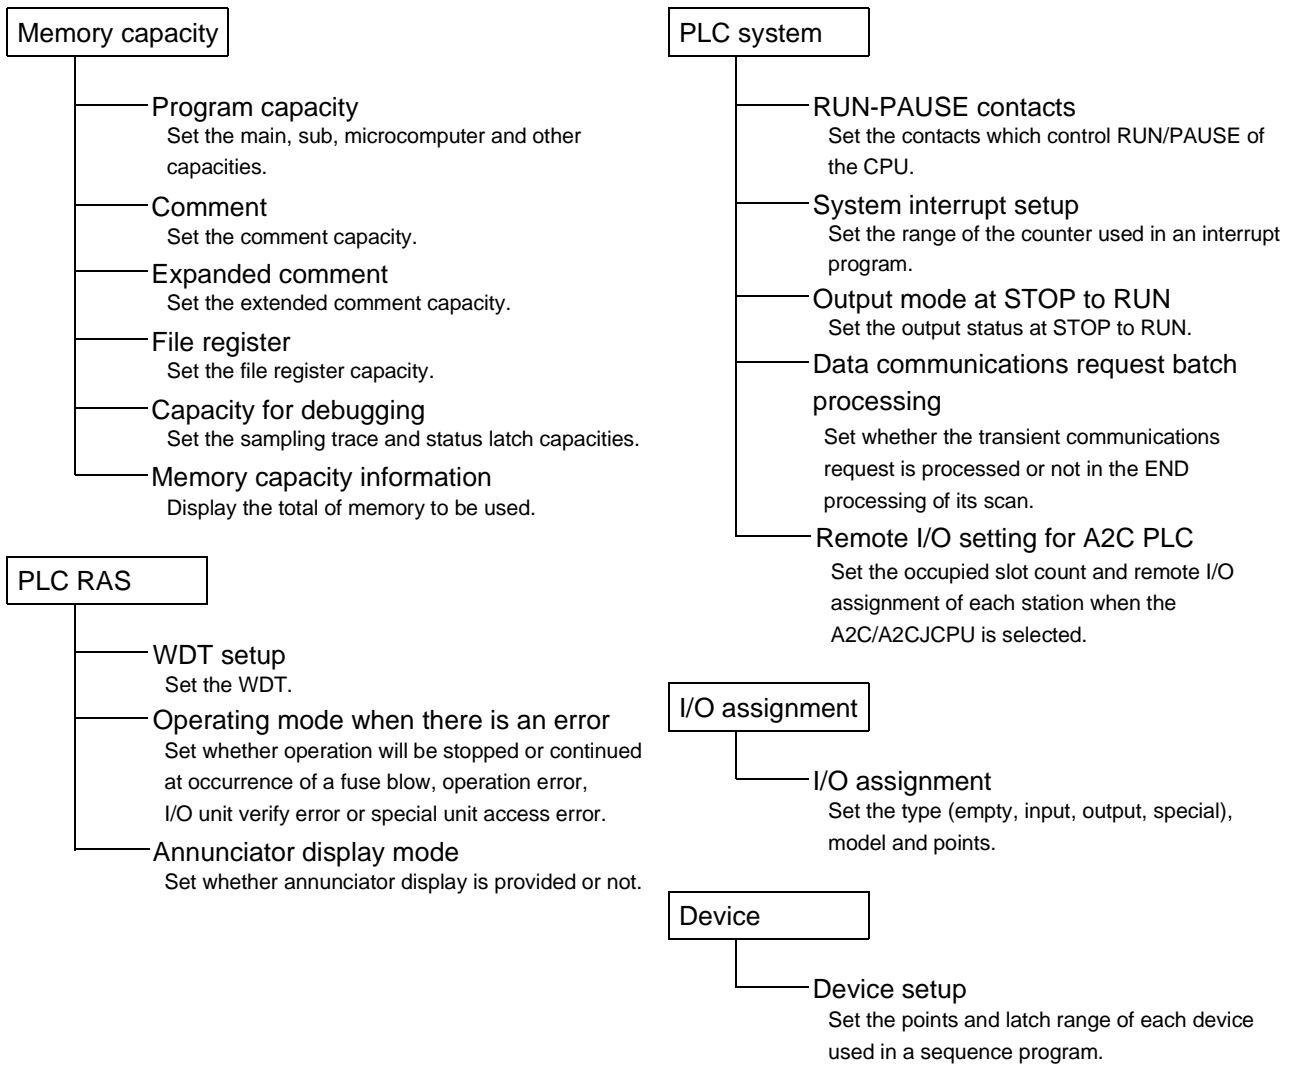 Memory capacity
Program capacity
Set the main, sub, microcomputer and other
capacities.
Comment
Set the comment capacity.
Expanded comment
Set the extended comment capacity.
File register
Set the file register capacity.
Capacity for debugging
Set the sampling trace and status latch capacities.
Memory capacity information
Display the total of memory to be used.
PLC RAS
WDT setup
Set the WDT.
Operating mode when there is an error
Set whether operation will be stopped or continued
at occurrence of a fuse blow, operation error,
I/O unit verify error or special unit access error.
Annunciator display mode
Set whether annunciator display is provided or not.
PLC system
RUN-PAUSE contacts
Set the contacts which control RUN/PAUSE of
the CPU.
System interrupt setup
Set the range of the counter used in an interrupt
program.
Output mode at STOP to RUN
Set the output status at STOP to RUN.
Data communications request batch
processing
Set whether the transient communications
request is processed or not in the END
processing of its scan.
Remote I/O setting for A2C PLC
Set the occupied slot count and remote I/O
assignment of each station when the
A2C/A2CJCPU is selected.
I/O assignment
I/O assignment
Set the type (empty, input, output, special),
model and points.
Device
Device setup
Set the points and latch range of each device
used in a sequence program.